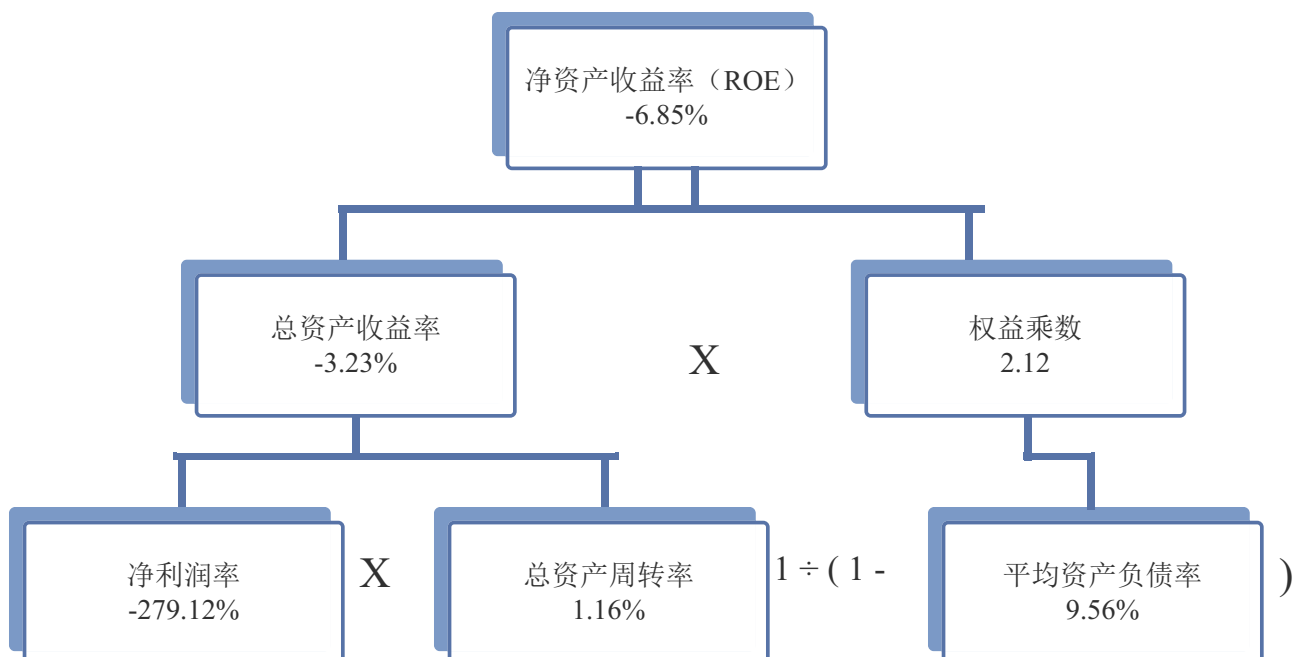 净资产收益率（ROE）
-6.85%
总资产收益率
-3.23%
X
权益乘数
2.12
净利润率
-279.12%
X
总资产周转率
1.16%
1 ÷ ( 1 -
平均资产负债率
9.56%
)